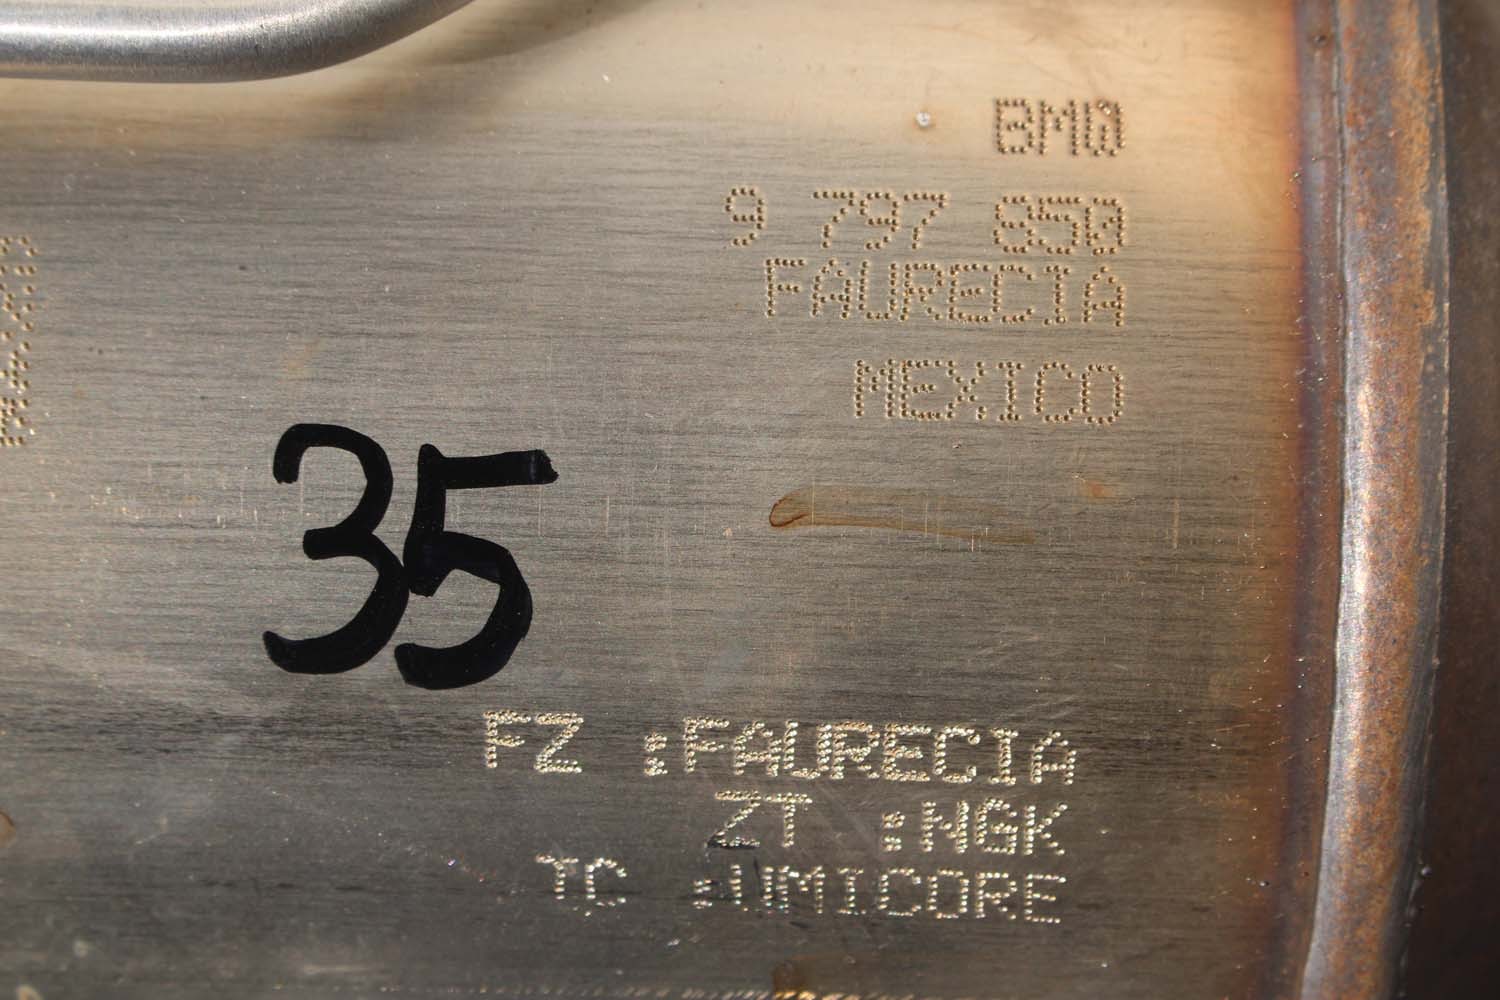 BMW
9 797 850
FAURECIA
MEXICO
35
FZ :FAURECIA
ZT :NGK
TC :UMICORE